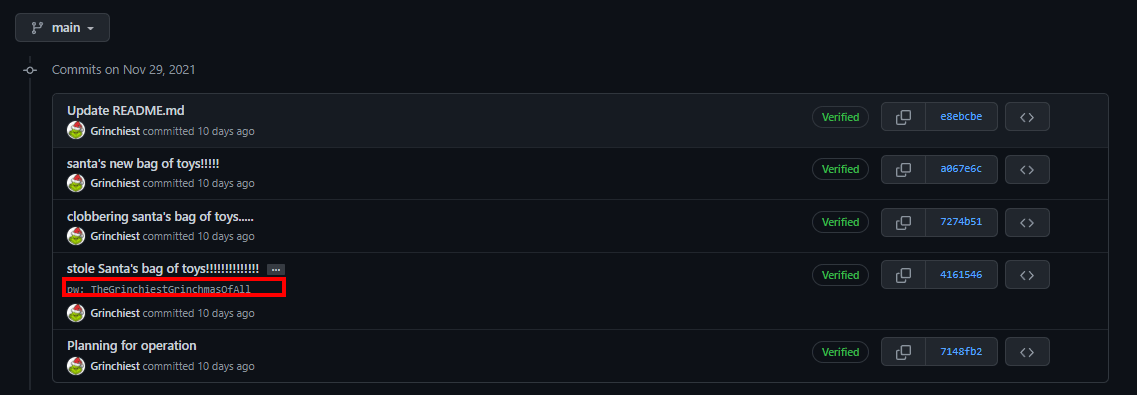 main
Commits on Nov 29, 2021
Update README.md
Grinchiest committed 10 days ago
Verified
e8ebcbe
santa's new bag of toys!!!!!
Grinchiest committed 10 days ago
Verified
a067e6c
clobbering santa's bag of toys.....
Grinchiest committed 10 days ago
Verified
7274b51
stole Santa's bag of toys!!!!!!!!!!!!!! ...
pw: TheGrinchiestGrinchmasOfAll
Grinchiest committed 10 days ago
Verified
4161546
Planning for operation
Grinchiest committed 10 days ago
Verified
7148fb2